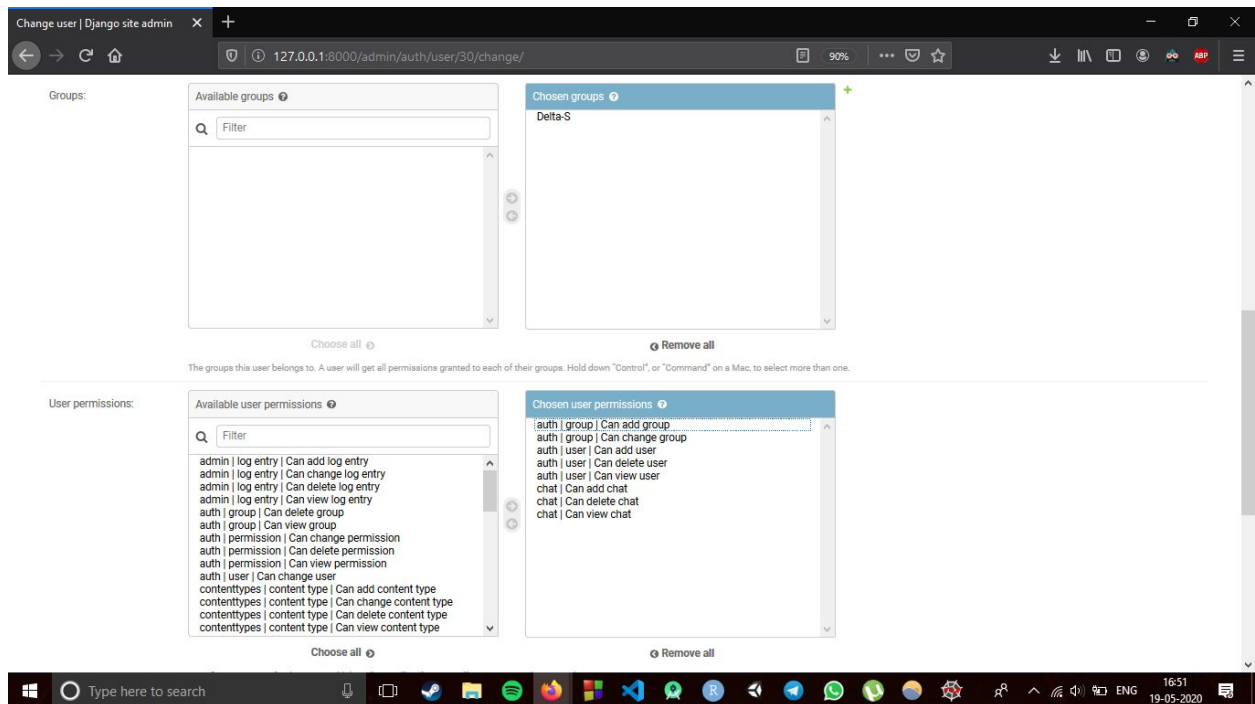 Change user | Django site admin
127.0.0.1:8000/admin/auth/user/30/change/
90%
ABP
Groups:
Available groups
Filter
Choose all
Chosen groups
Delta-S
Remove all
The groups this user belongs to. A user will get all permissions granted to each of their groups. Hold down "Control", or "Command" on a Mac, to select more than one.
User permissions:
Available user permissions
Filter
admin | log entry | Can add log entry
admin | log entry | Can change log entry
admin | log entry | Can delete log entry
admin | log entry | Can view log entry
auth | group | Can delete group
auth | group | Can view group
auth | permission | Can change permission
auth | permission | Can delete permission
auth | permission | Can view permission
auth | user | Can change user
contenttypes | content type | Can add content type
contenttypes | content type | Can change content type
contenttypes | content type | Can delete content type
contenttypes | content type | Can view content type
Choose all
Chosen user permissions
auth | group | Can add group
auth | group | Can change group
auth | user | Can add user
auth | user | Can delete user
auth | user | Can view user
chat | Can add chat
chat | Can delete chat
chat | Can view chat
Remove all
Type here to search
R
ENG
16:51
19-05-2020